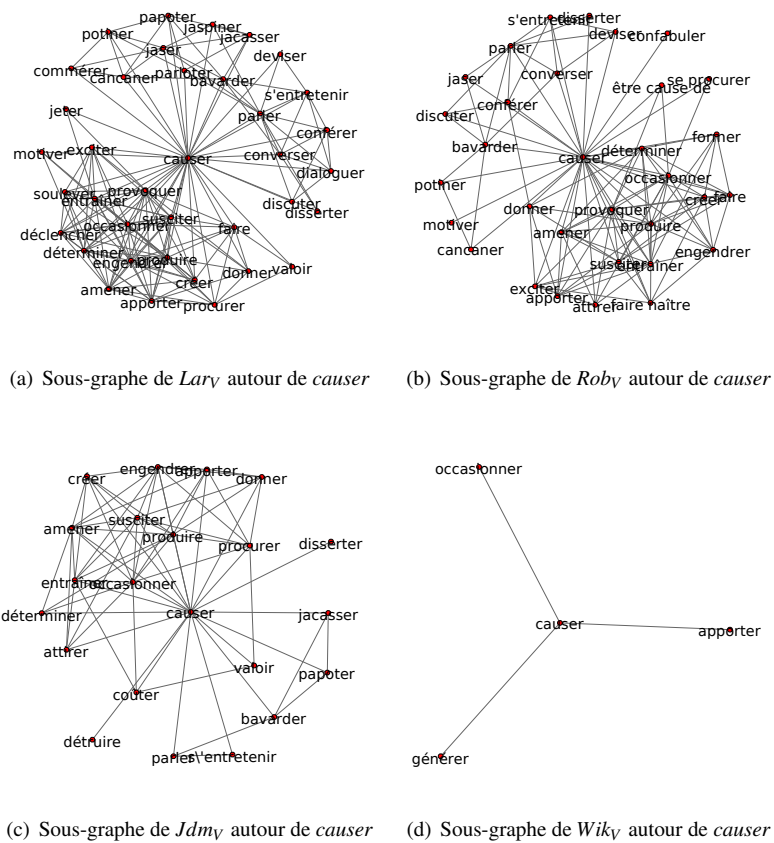 papoter
jaspiner
potiner
jacasser
jaser
deviser
commérer
cancaner
parloter
bavarder
s'entretenir
jeter
parler
conférer
motiver
exciter
causer
converser
dialoguer
soulever
provoquer
entraîner
discuter
disserter
susciter
occasionner
faire
déclencher
déterminer
engendrer
produire
donner
valoir
amener
créer
apporter
procurer
s'entretenir
disserter
deviser
confabuler
parler
converser
se procurer
jaser
être cause de
conférer
discuter
former
bavarder
causer
déterminer
occasionner
potiner
créer
faire
donner
provoquer
motiver
amener
produire
cancaner
engendrer
susciter
entraîner
exciter
apporter
attirer
faire naître
(a) Sous-graphe de LarV autour de causer
(b) Sous-graphe de RobV autour de causer
engendrer
apporter
créer
donner
susciter
amener
produire
procurer
disserter
entraîner
occasionner
déterminer
causer
jacasser
attirer
valoir
papoter
coûter
bavarder
détruire
parler
s\'entretenir
occasionner
causer
apporter
générer
(c) Sous-graphe de JdmV autour de causer
(d) Sous-graphe de WikV autour de causer